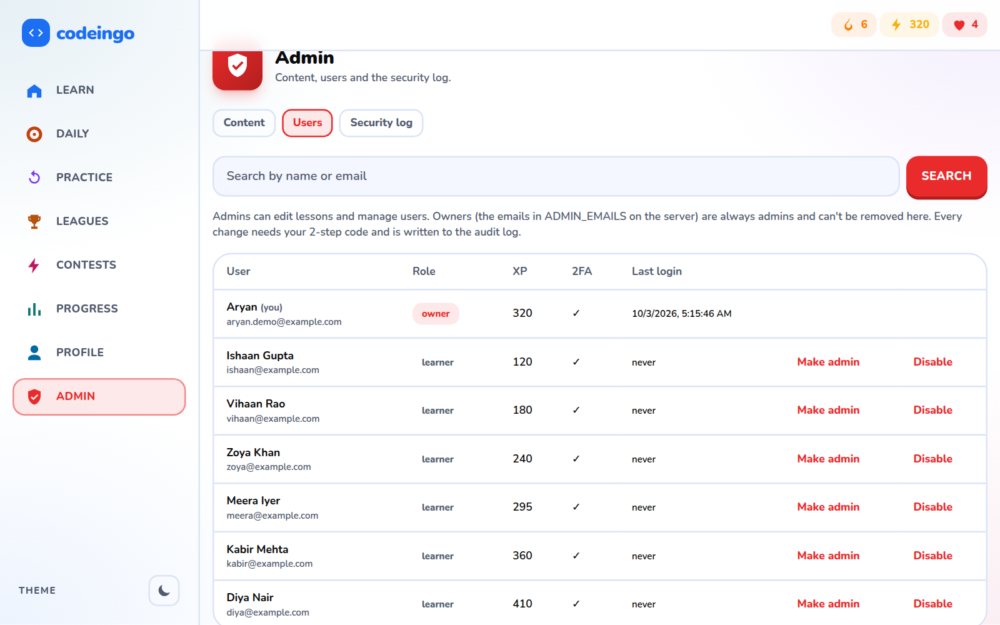 codeingo
6
320
4
LEARN
DAILY
PRACTICE
LEAGUES
CONTESTS
PROGRESS
PROFILE
ADMIN
THEME
Admin
Content, users and the security log.
Content
Users
Security log
Search by name or email
SEARCH
Admins can edit lessons and manage users. Owners (the emails in ADMIN_EMAILS on the server) are always admins and can't be removed here. Every
change needs your 2-step code and is written to the audit log.
User Role XP 2FA Last login
Aryan (you) owner 320 ✓ 10/3/2026, 5:15:46 AM
aryan.demo@example.com
Ishaan Gupta learner 120 ✓ never Make admin Disable
ishaan@example.com
Vihaan Rao learner 180 ✓ never Make admin Disable
vihaan@example.com
Zoya Khan learner 240 ✓ never Make admin Disable
zoya@example.com
Meera Iyer learner 295 ✓ never Make admin Disable
meera@example.com
Kabir Mehta learner 360 ✓ never Make admin Disable
kabir@example.com
Diya Nair learner 410 ✓ never Make admin Disable
diya@example.com